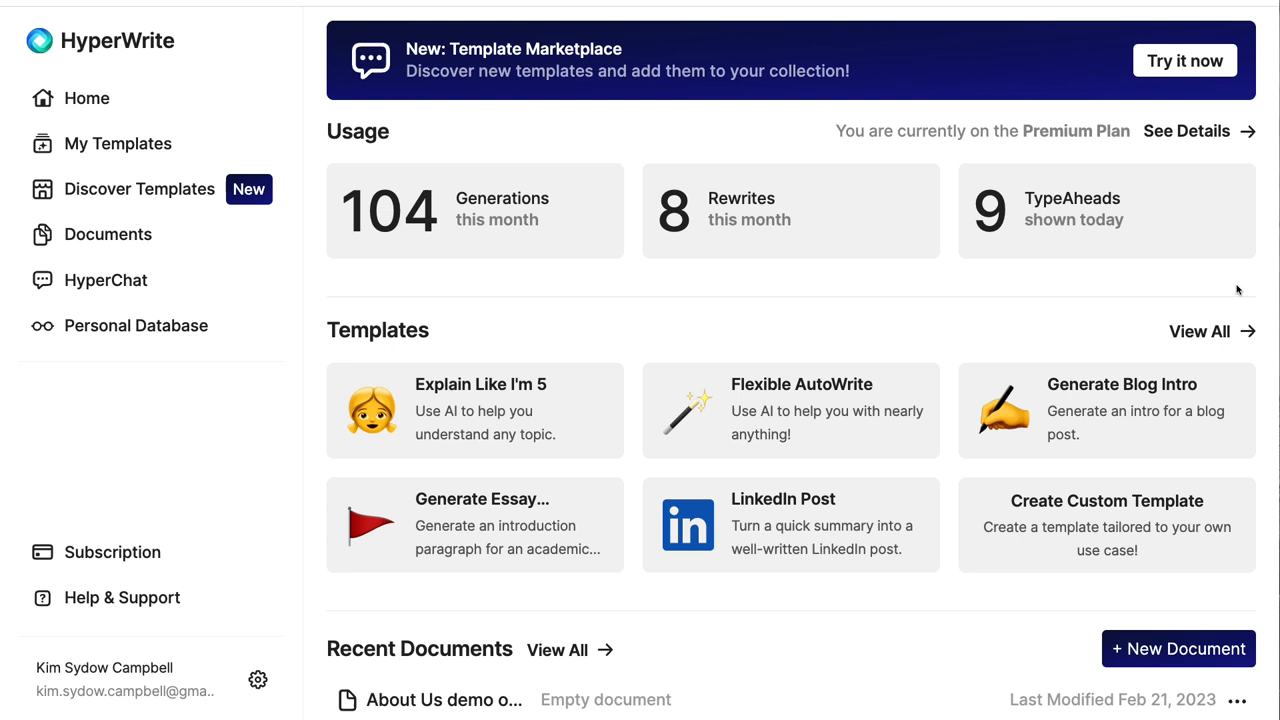 HyperWrite
Home
My Templates
Discover Templates New
Documents
HyperChat
Personal Database
Subscription
Help & Support
Kim Sydow Campbell
kim.sydow.campbell@gma..
New: Template Marketplace
Discover new templates and add them to your collection!
Try it now
Usage
You are currently on the Premium Plan See Details →
104 Generations
this month
8 Rewrites
this month
9 TypeAheads
shown today
Templates
View All →
Explain Like I'm 5
Use AI to help you
understand any topic.
Flexible AutoWrite
Use AI to help you with nearly
anything!
Generate Blog Intro
Generate an intro for a blog
post.
Generate Essay...
Generate an introduction
paragraph for an academic...
in
LinkedIn Post
Turn a quick summary into a
well-written LinkedIn post.
Create Custom Template
Create a template tailored to your own
use case!
Recent Documents View All →
+ New Document
About Us demo o... Empty document Last Modified Feb 21, 2023 ...